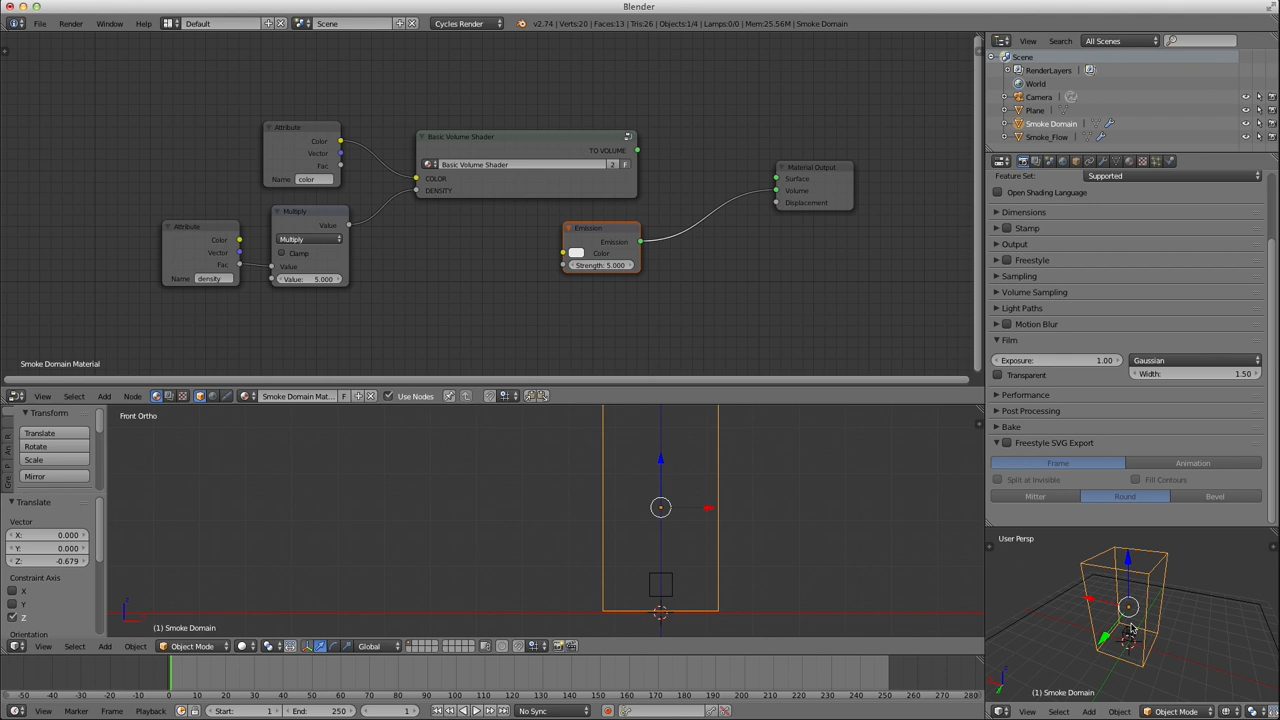 Blender
File Render Window Help Default Scene Cycles Render v2.74 | Verts:20 | Faces:13 | Tris:26 | Objects:1/4 | Lamps:0/0 | Mem:25.56M | Smoke Domain
View Search All Scenes
Scene
RenderLayers
World
Camera
Plane
Smoke Domain
Smoke_Flow
Attribute
Color
Vector
Fac
Name color
Basic Volume Shader
TO VOLUME
Basic Volume Shader 2 F
COLOR
DENSITY
Material Output
Surface
Volume
Displacement
Attribute
Color
Vector
Fac
Name density
Multiply
Value
Multiply
Clamp
Value
Value: 5.000
Emission
Emission
Color
Strength: 5.000
Smoke Domain Material
View Select Add Node Smoke Domain Mat... F Use Nodes
Feature Set: Supported
Open Shading Language
Dimensions
Stamp
Output
Freestyle
Sampling
Volume Sampling
Light Paths
Motion Blur
Film
Exposure: 1.00 Gaussian
Transparent Width: 1.50
Performance
Post Processing
Bake
Freestyle SVG Export
Frame Animation
Split at Invisible Fill Contours
Mitter Round Bevel
Transform
Translate
Rotate
Scale
Mirror
Translate
Vector
X: 0.000
Y: 0.000
Z: -0.679
Constraint Axis
X
Y
Z
Orientation
Front Ortho
(1) Smoke Domain
View Select Add Object Object Mode Global
User Persp
(1) Smoke Domain
-50 -40 -30 -20 -10 0 10 20 30 40 50 60 70 80 90 100 110 120 130 140 150 160 170 180 190 200 210 220 230 240 250 260 270 280
View Marker Frame Playback Start: 1 End: 250 1 No Sync
View Select Add Object Object Mode